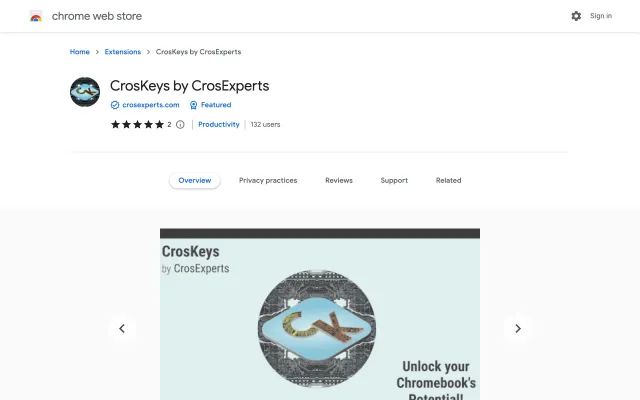 chrome web store
Sign in
Home > Extensions > CrosKeys by CrosExperts
CrosKeys by CrosExperts
crosexperts.com Featured
2 Productivity 132 users
Overview Privacy practices Reviews Support Related
CrosKeys
by CrosExperts
CX
Unlock your
Chromebook's
Potential!